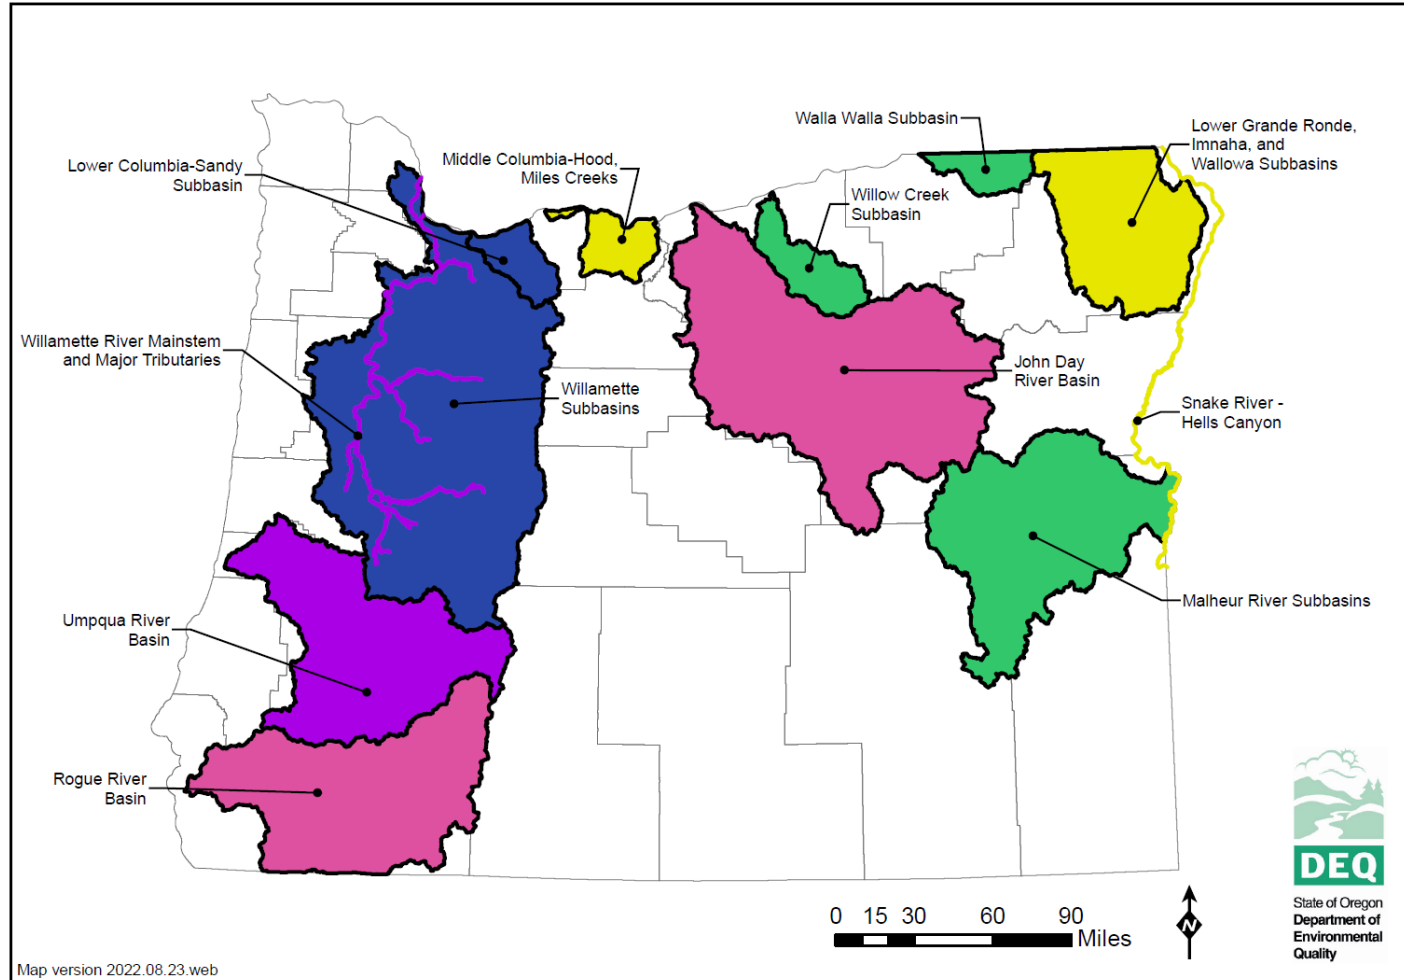 Walla Walla Subbasin
Lower Grande Ronde,
Imnaha, and
Wallowa Subbasins
Lower Columbia-Sandy
Subbasin
Middle Columbia-Hood,
Miles Creeks
Willow Creek
Subbasin
Willamette River Mainstem
and Major Tributaries
Willamette
Subbasins
John Day
River Basin
Snake River -
Hells Canyon
Malheur River Subbasins
Umpqua River
Basin
Rogue River
Basin
0 15 30 60 90
Miles
N
DEQ
State of Oregon
Department of
Environmental
Quality
Map version 2022.08.23.web